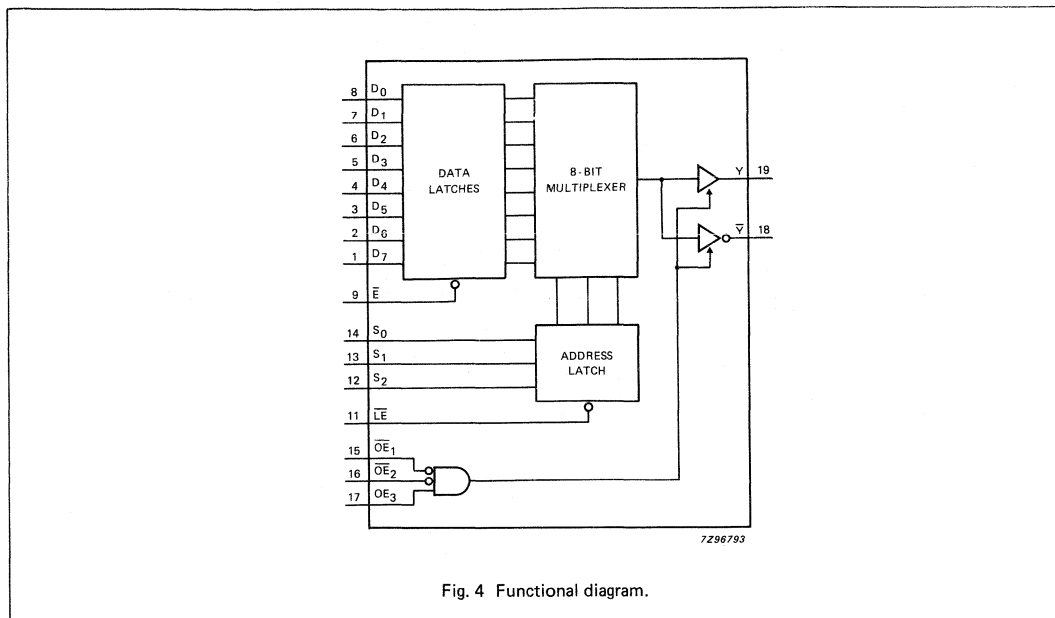 8 D0
7 D1
6 D2
5 D3
4 D4
3 D5
2 D6
1 D7
DATA
LATCHES
8-BIT
MULTIPLEXER
Y 19
Y̅ 18
9 E̅
14 S0
13 S1
12 S2
ADDRESS
LATCH
11 L̅E̅
15 O̅E̅1
16 O̅E̅2
17 OE3
7Z96793
Fig. 4 Functional diagram.